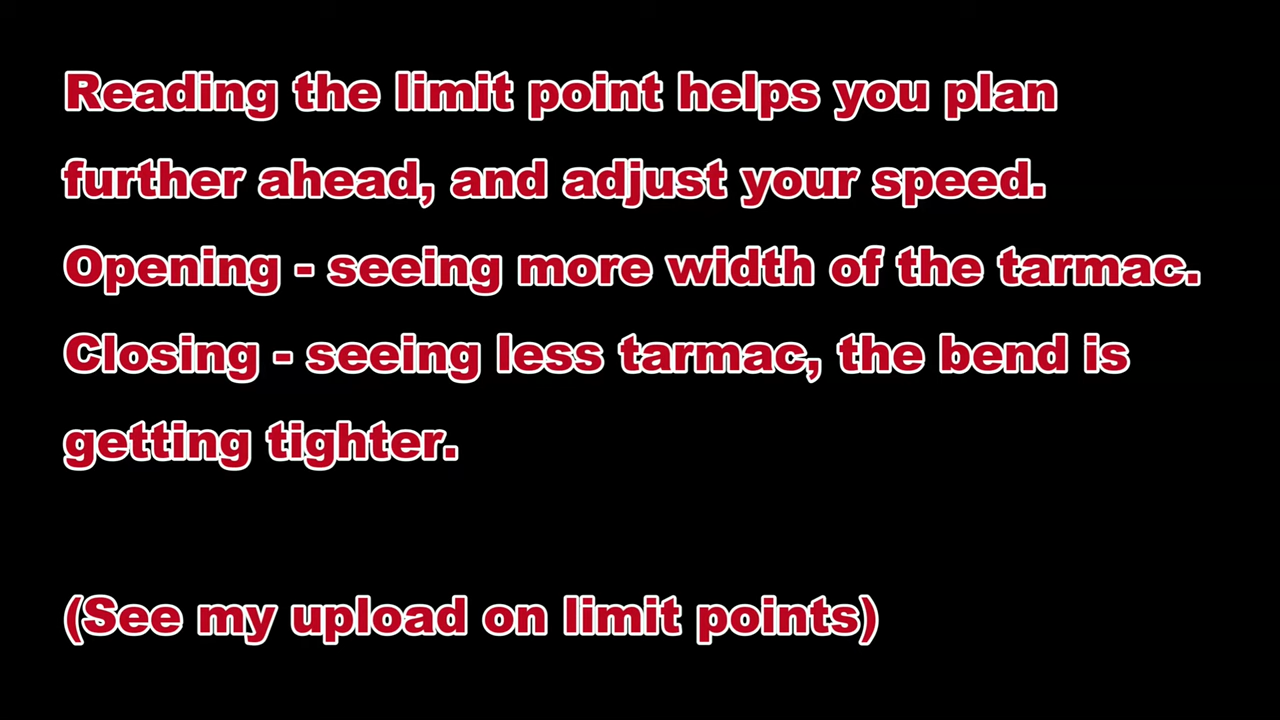 Reading the limit point helps you plan
further ahead, and adjust your speed.
Opening - seeing more width of the tarmac.
Closing - seeing less tarmac, the bend is
getting tighter.
(See my upload on limit points)